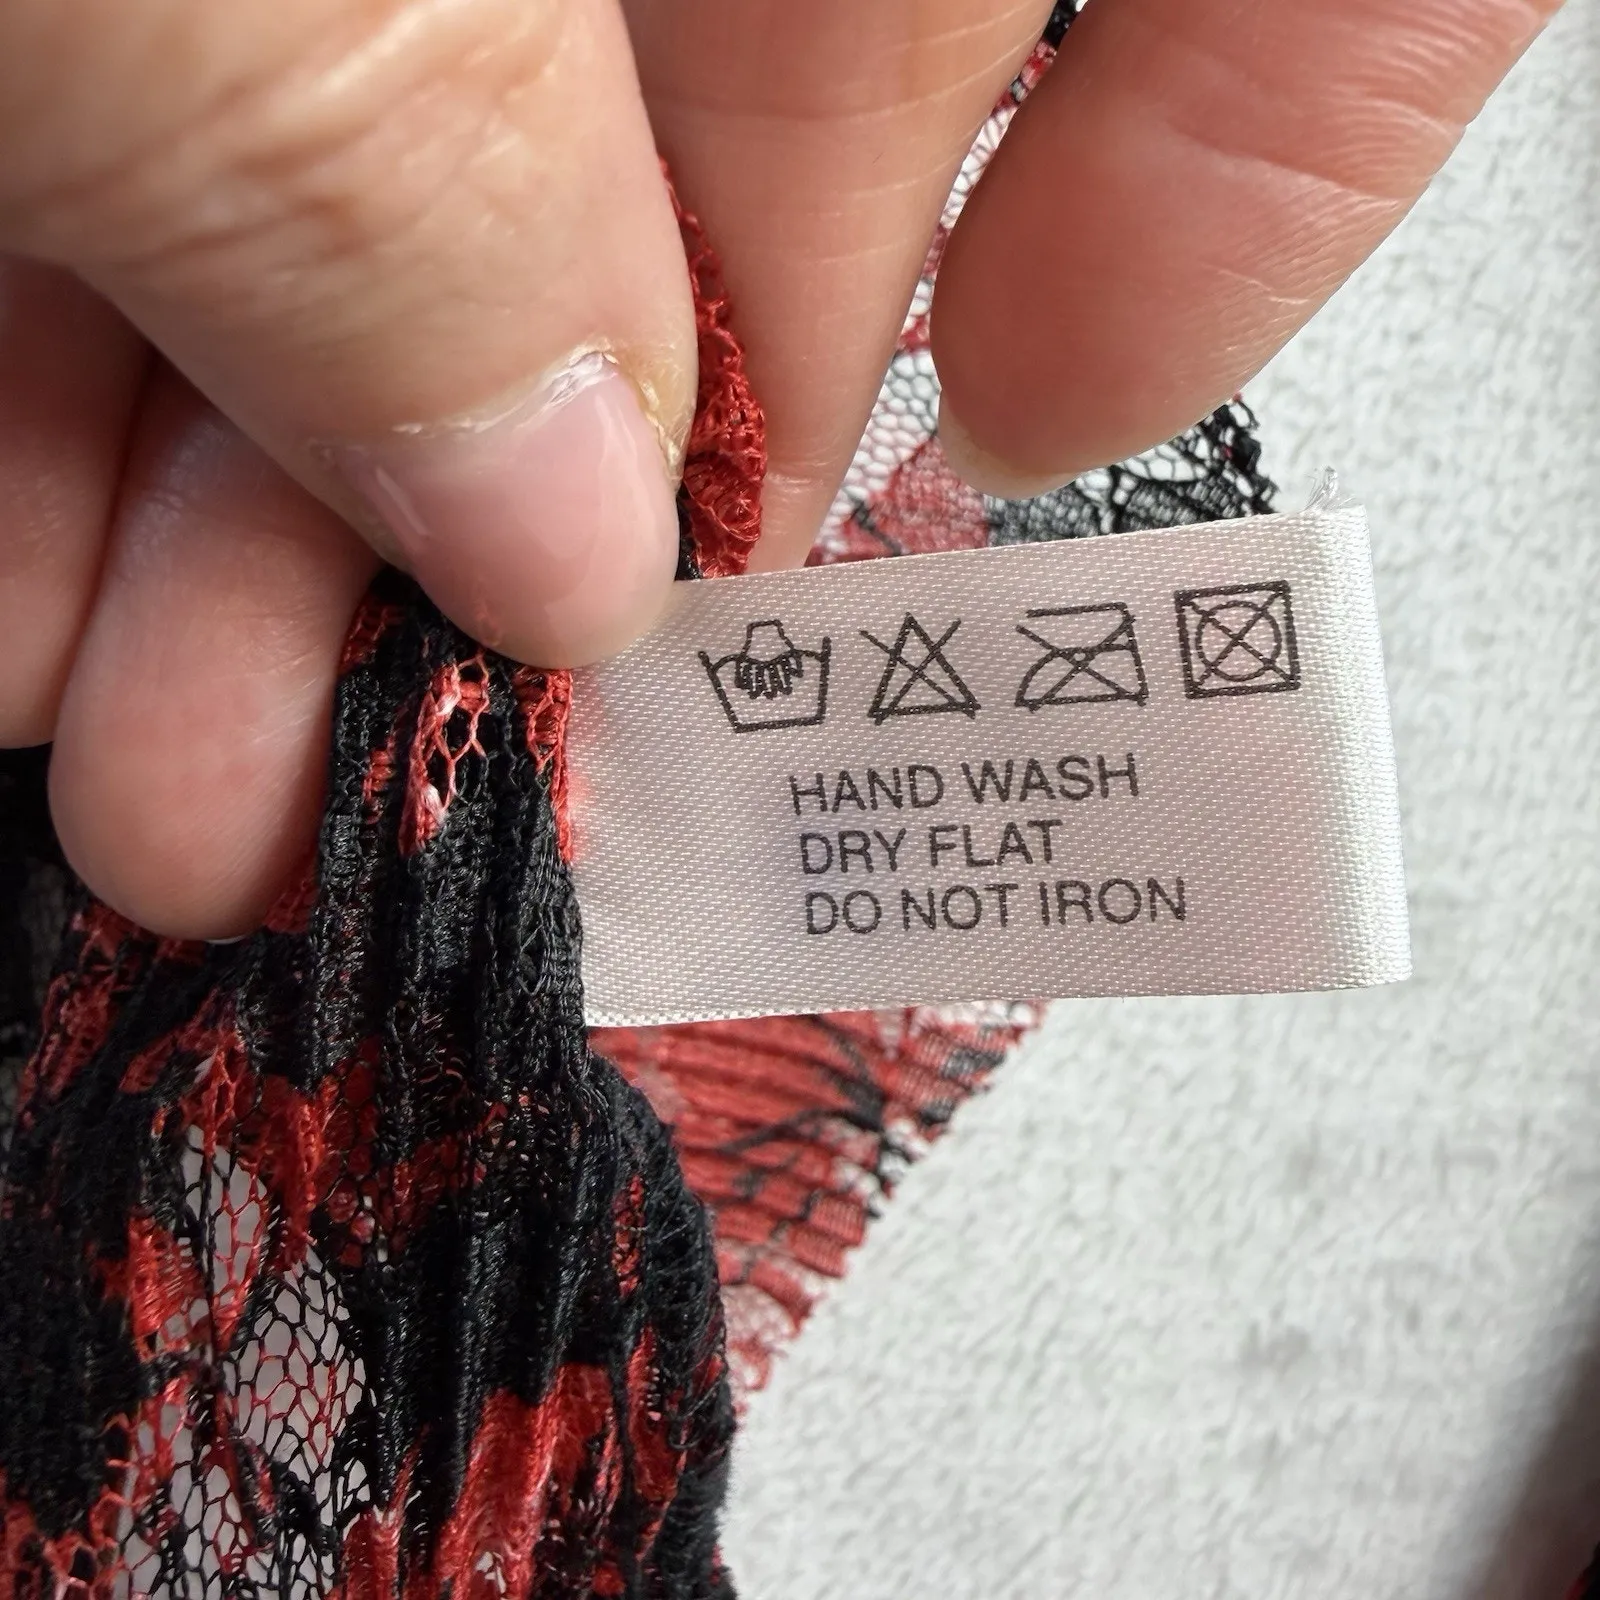 HAND WASH
DRY FLAT
DO NOT IRON